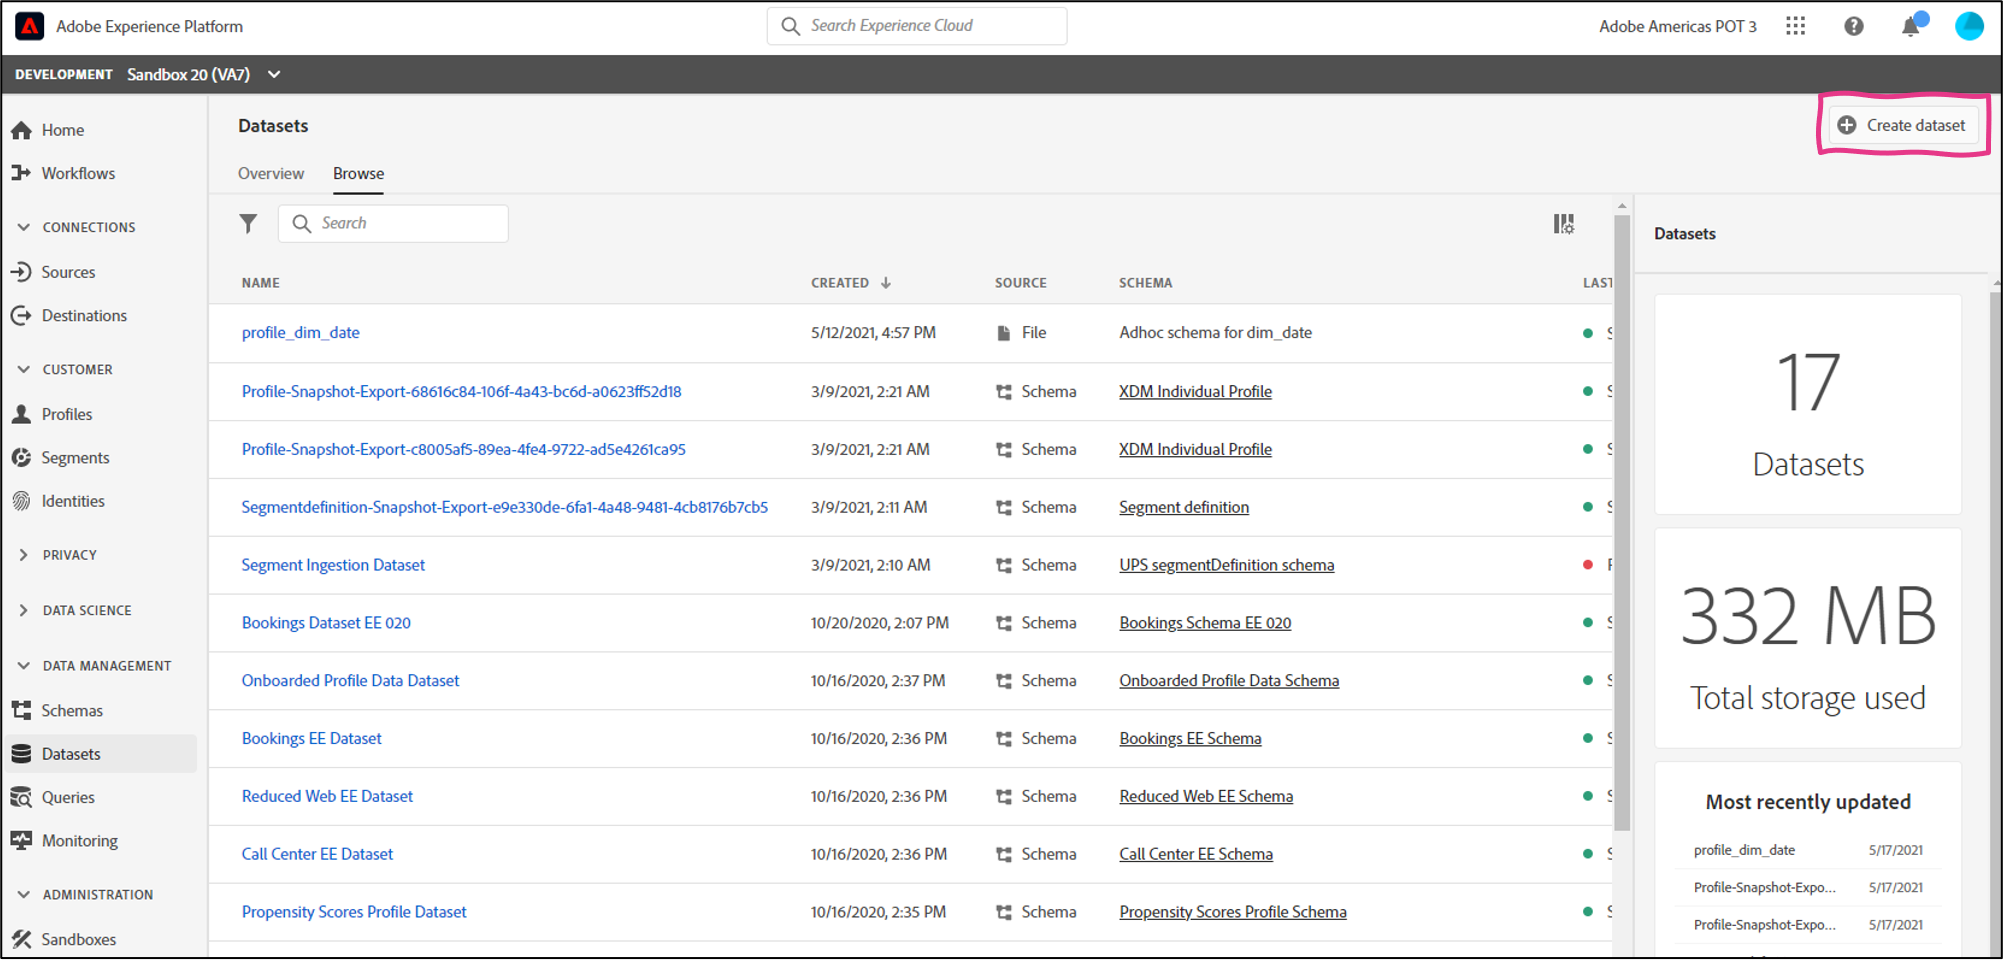 Adobe Experience Platform
Search Experience Cloud
Adobe Americas POT 3
DEVELOPMENT Sandbox 20 (VA7)
Home
Workflows
CONNECTIONS
Sources
Destinations
CUSTOMER
Profiles
Segments
Identities
PRIVACY
DATA SCIENCE
DATA MANAGEMENT
Schemas
Datasets
Queries
Monitoring
ADMINISTRATION
Sandboxes
Datasets
Create dataset
Overview Browse
Search
NAME CREATED SOURCE SCHEMA LAST
profile_dim_date 5/12/2021, 4:57 PM File Adhoc schema for dim_date
Profile-Snapshot-Export-68616c84-106f-4a43-bc6d-a0623ff52d18 3/9/2021, 2:21 AM Schema XDM Individual Profile
Profile-Snapshot-Export-c8005af5-89ea-4fe4-9722-ad5e4261ca95 3/9/2021, 2:21 AM Schema XDM Individual Profile
Segmentdefinition-Snapshot-Export-e9e330de-6fa1-4a48-9481-4cb8176b7cb5 3/9/2021, 2:11 AM Schema Segment definition
Segment Ingestion Dataset 3/9/2021, 2:10 AM Schema UPS segmentDefinition schema
Bookings Dataset EE 020 10/20/2020, 2:07 PM Schema Bookings Schema EE 020
Onboarded Profile Data Dataset 10/16/2020, 2:37 PM Schema Onboarded Profile Data Schema
Bookings EE Dataset 10/16/2020, 2:36 PM Schema Bookings EE Schema
Reduced Web EE Dataset 10/16/2020, 2:36 PM Schema Reduced Web EE Schema
Call Center EE Dataset 10/16/2020, 2:36 PM Schema Call Center EE Schema
Propensity Scores Profile Dataset 10/16/2020, 2:35 PM Schema Propensity Scores Profile Schema
Datasets
17
Datasets
332 MB
Total storage used
Most recently updated
profile_dim_date 5/17/2021
Profile-Snapshot-Expo... 5/17/2021
Profile-Snapshot-Expo... 5/17/2021